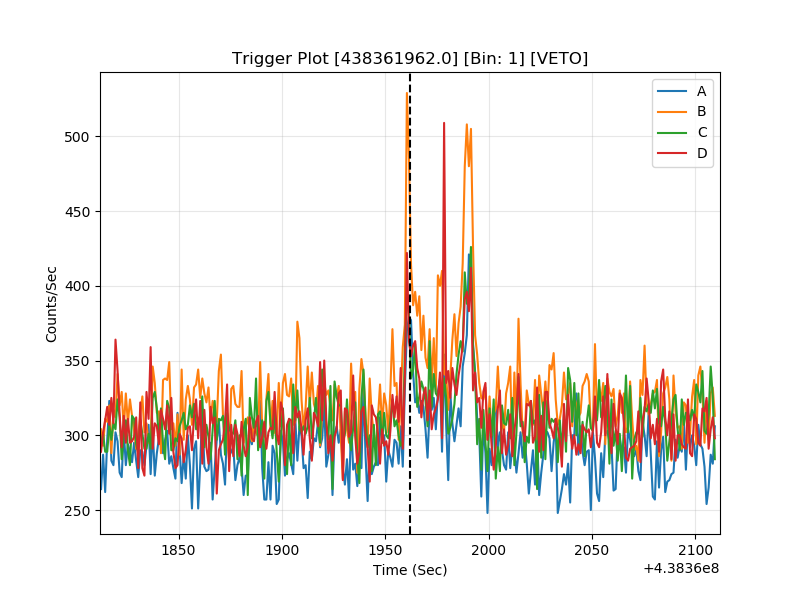 Trigger Plot [438361962.0] [Bin: 1] [VETO]
A
B
C
D
Counts/Sec
500
450
400
350
300
250
1850
1900
1950
2000
2050
2100
Time (Sec)
+4.3836e8